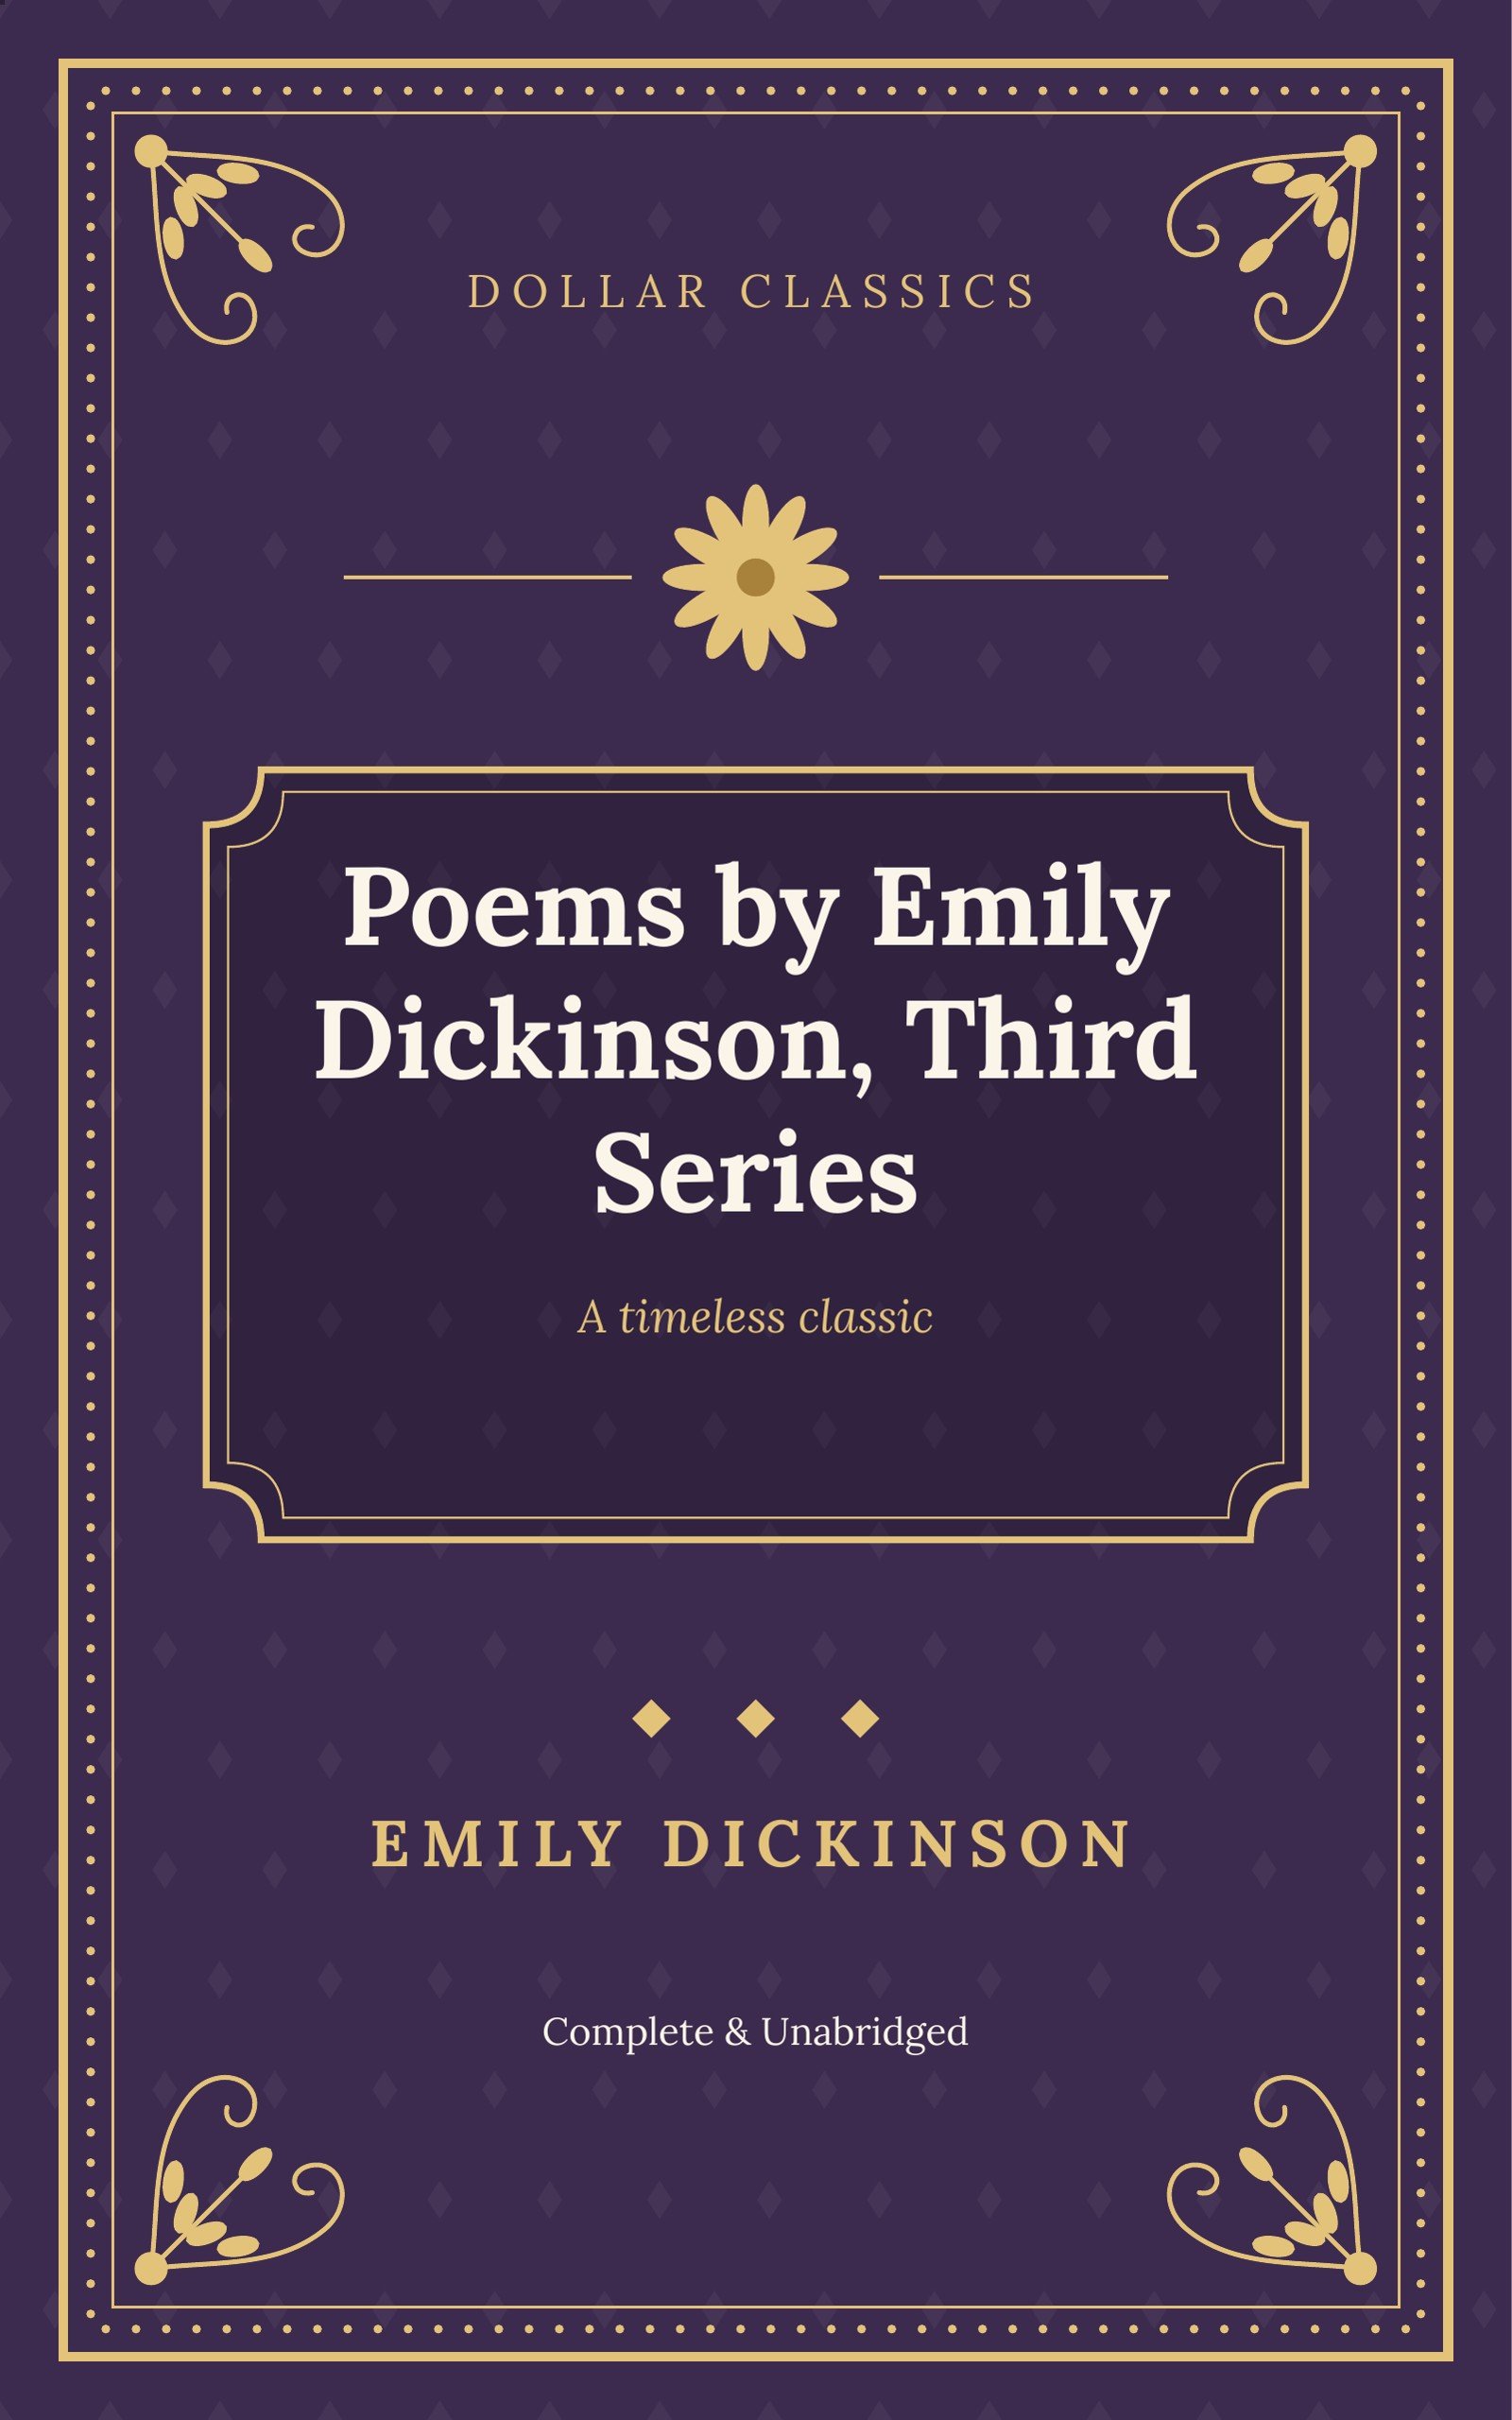 DOLLAR CLASSICS
Poems by Emily
Dickinson, Third
Series
A timeless classic
EMILY DICKINSON
Complete & Unabridged